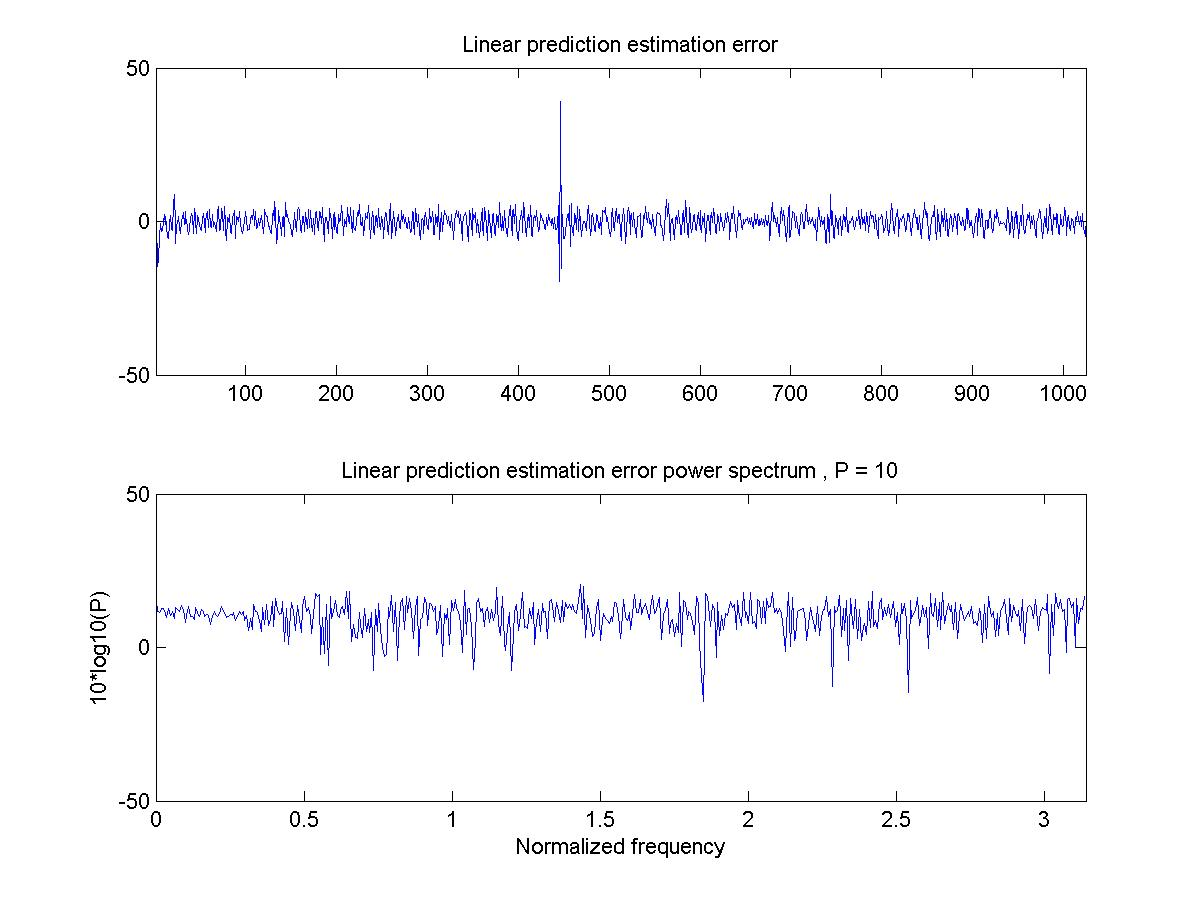 Linear prediction estimation error
50
0
-50
100 200 300 400 500 600 700 800 900 1000
Linear prediction estimation error power spectrum , P = 10
50
0
-50
10*log10(P)
0 0.5 1 1.5 2 2.5 3
Normalized frequency